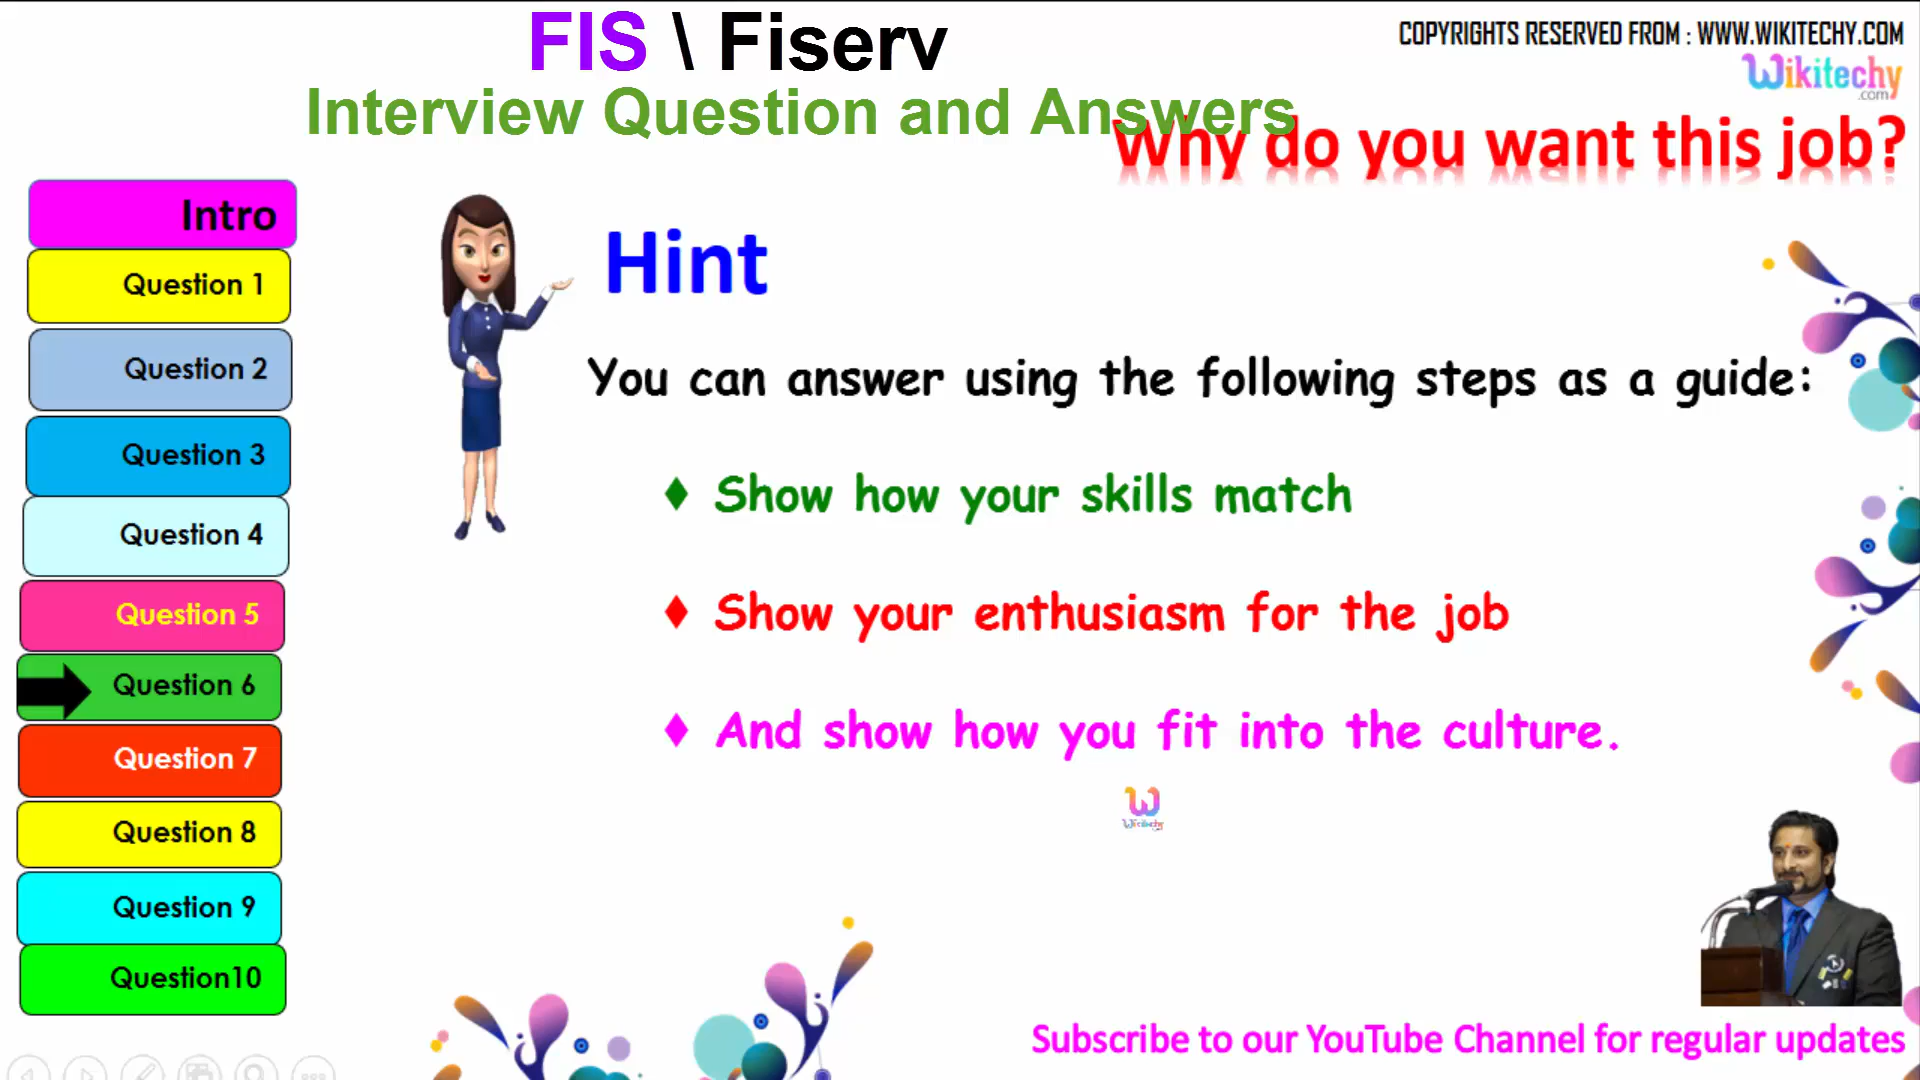 FIS \ Fiserv
Interview Question and Answers
COPYRIGHTS RESERVED FROM : WWW.WIKITECHY.COM
Wikitechy
.com
Why do you want this job?
Intro
Question 1
Question 2
Question 3
Question 4
Question 5
Question 6
Question 7
Question 8
Question 9
Question10
Hint
You can answer using the following steps as a guide:
♦ Show how your skills match
♦ Show your enthusiasm for the job
♦ And show how you fit into the culture.
Wikitechy
Subscribe to our YouTube Channel for regular updates